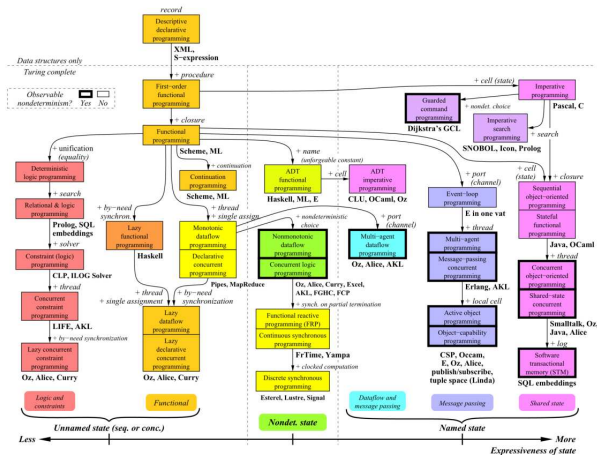 record
Descriptive
declarative
programming
XML,
S-expression
Data structures only
Turing complete
+ procedure
Observable
nondeterminism?
Yes
No
First-order
functional
programming
+ cell (state)
Imperative
programming
Pascal, C
+ nondet. choice
Guarded
command
programming
Dijkstra's GCL
Imperative
search
programming
+ search
SNOBOL, Icon, Prolog
+ closure
Functional
programming
Scheme, ML
+ unification
(equality)
Deterministic
logic programming
+ search
Relational & logic
programming
Prolog, SQL
embeddings
+ solver
Constraint (logic)
programming
CLP, ILOG Solver
+ thread
Concurrent
constraint
programming
LIFE, AKL
+ by-need synchronization
Lazy concurrent
constraint
programming
Oz, Alice, Curry
+ continuation
Continuation
programming
Scheme, ML
+ by-need
synchron.
Lazy
functional
programming
Haskell
+ thread
+ single assignment
+ thread
+ single assign.
Monotonic
dataflow
programming
Declarative
concurrent
programming
Pipes, MapReduce
+ by-need
synchronization
Lazy
dataflow
programming
Lazy
declarative
concurrent
programming
Oz, Alice, Curry
+ name
(unforgeable constant)
ADT
functional
programming
Haskell, ML, E
+ cell
ADT
imperative
programming
CLU, OCaml, Oz
+ nondeterministic
choice
Nonmonotonic
dataflow
programming
Concurrent logic
programming
Oz, Alice, Curry, Excel,
AKL, FGHC, FCP
+ synch. on partial termination
Functional reactive
programming (FRP)
Continuous synchronous
programming
FrTime, Yampa
+ clocked computation
Discrete synchronous
programming
Esterel, Lustre, Signal
+ port
(channel)
Multi-agent
dataflow
programming
Oz, Alice, AKL
+ port
(channel)
Event-loop
programming
E in one vat
+ thread
Multi-agent
programming
Message-passing
concurrent
programming
Erlang, AKL
+ local cell
Active object
programming
Object-capability
programming
CSP, Occam,
E, Oz, Alice,
publish/subscribe,
tuple space (Linda)
+ cell
(state)
+ closure
Sequential
object-oriented
programming
Stateful
functional
programming
Java, OCaml
+ thread
Concurrent
object-oriented
programming
Shared-state
concurrent
programming
Smalltalk, Oz
Java, Alice
+ log
Software
transactional
memory (STM)
SQL embeddings
Logic and
constraints
Functional
Unnamed state (seq. or conc.)
Nondet. state
Dataflow and
message passing
Message passing
Shared state
Named state
Less
More
Expressiveness of state